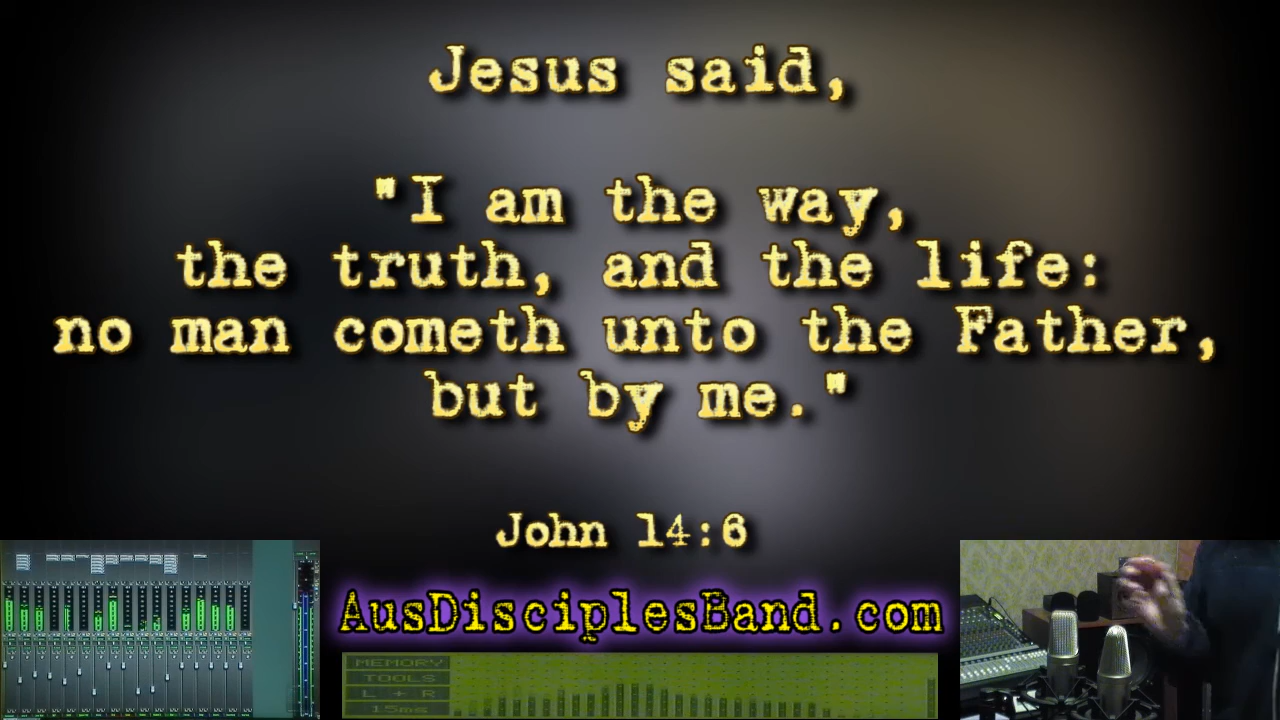 Jesus said,
"I am the way,
the truth, and the life:
no man cometh unto the Father,
but by me."
John 14:6
AusDisciplesBand.com
MEMORY
TOOLS
L + R
15ms